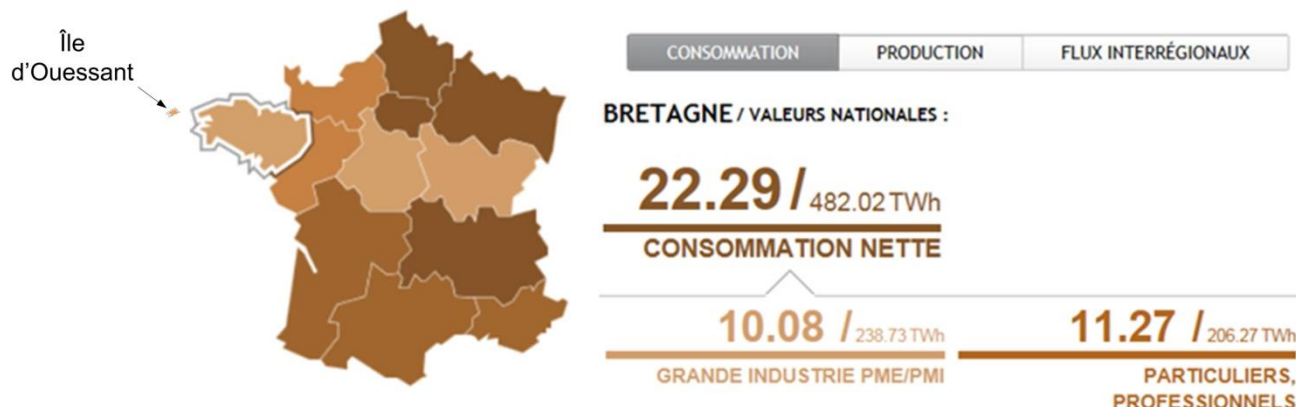 Île
d'Ouessant
CONSOMMATION
PRODUCTION
FLUX INTERRÉGIONAUX
BRETAGNE / VALEURS NATIONALES :
22.29 / 482.02 TWh
CONSOMMATION NETTE
10.08 / 238.73 TWh
GRANDE INDUSTRIE PME/PMI
11.27 / 206.27 TWh
PARTICULIERS,
PROFESSIONNELS